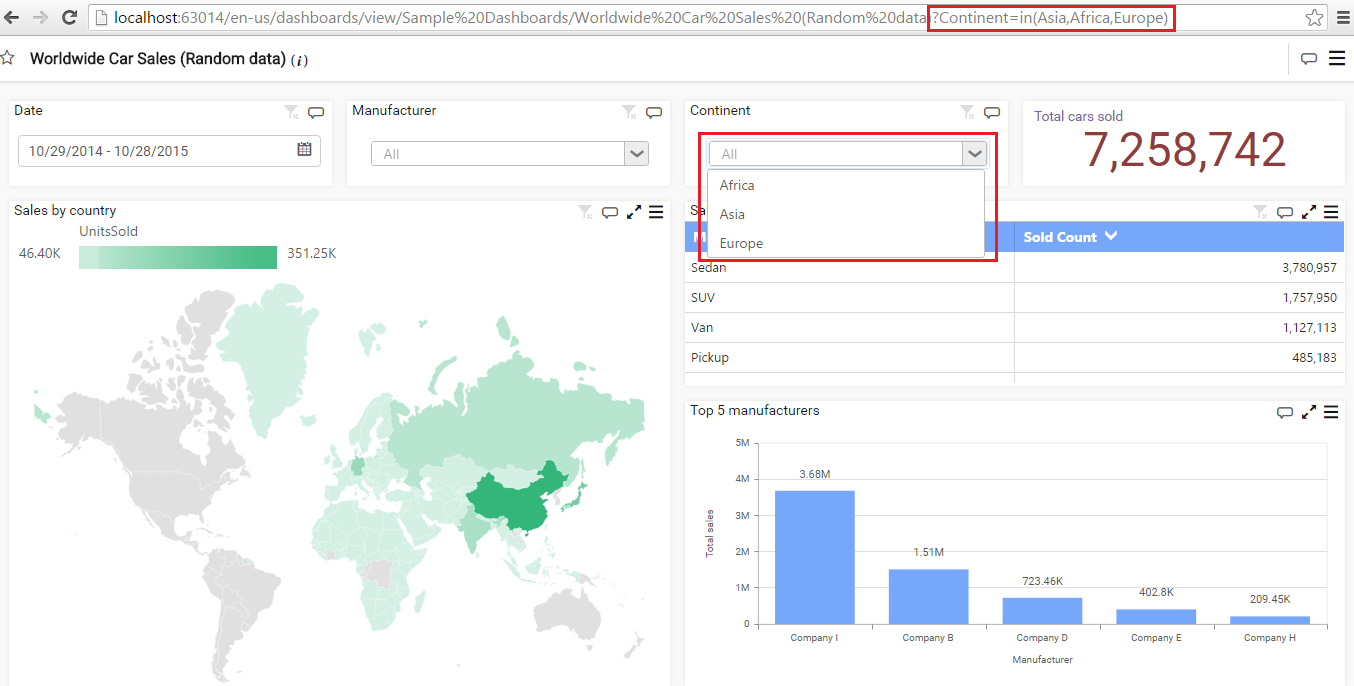 localhost:63014/en-us/dashboards/view/Sample%20Dashboards/Worldwide%20Car%20Sales%20(Random%20data)?Continent=in(Asia,Africa,Europe)
Worldwide Car Sales (Random data) (i)
Date
10/29/2014 - 10/28/2015
Manufacturer
All
Continent
All
Africa
Asia
Europe
Total cars sold
7,258,742
Sales by country
UnitsSold
46.40K
351.25K
Sa
M
Sold Count
Sedan 3,780,957
SUV 1,757,950
Van 1,127,113
Pickup 485,183
Top 5 manufacturers
Total sales
5M
4M
3M
2M
1M
0
3.68M
1.51M
723.46K
402.8K
209.45K
Company I
Company B
Company D
Company E
Company H
Manufacturer